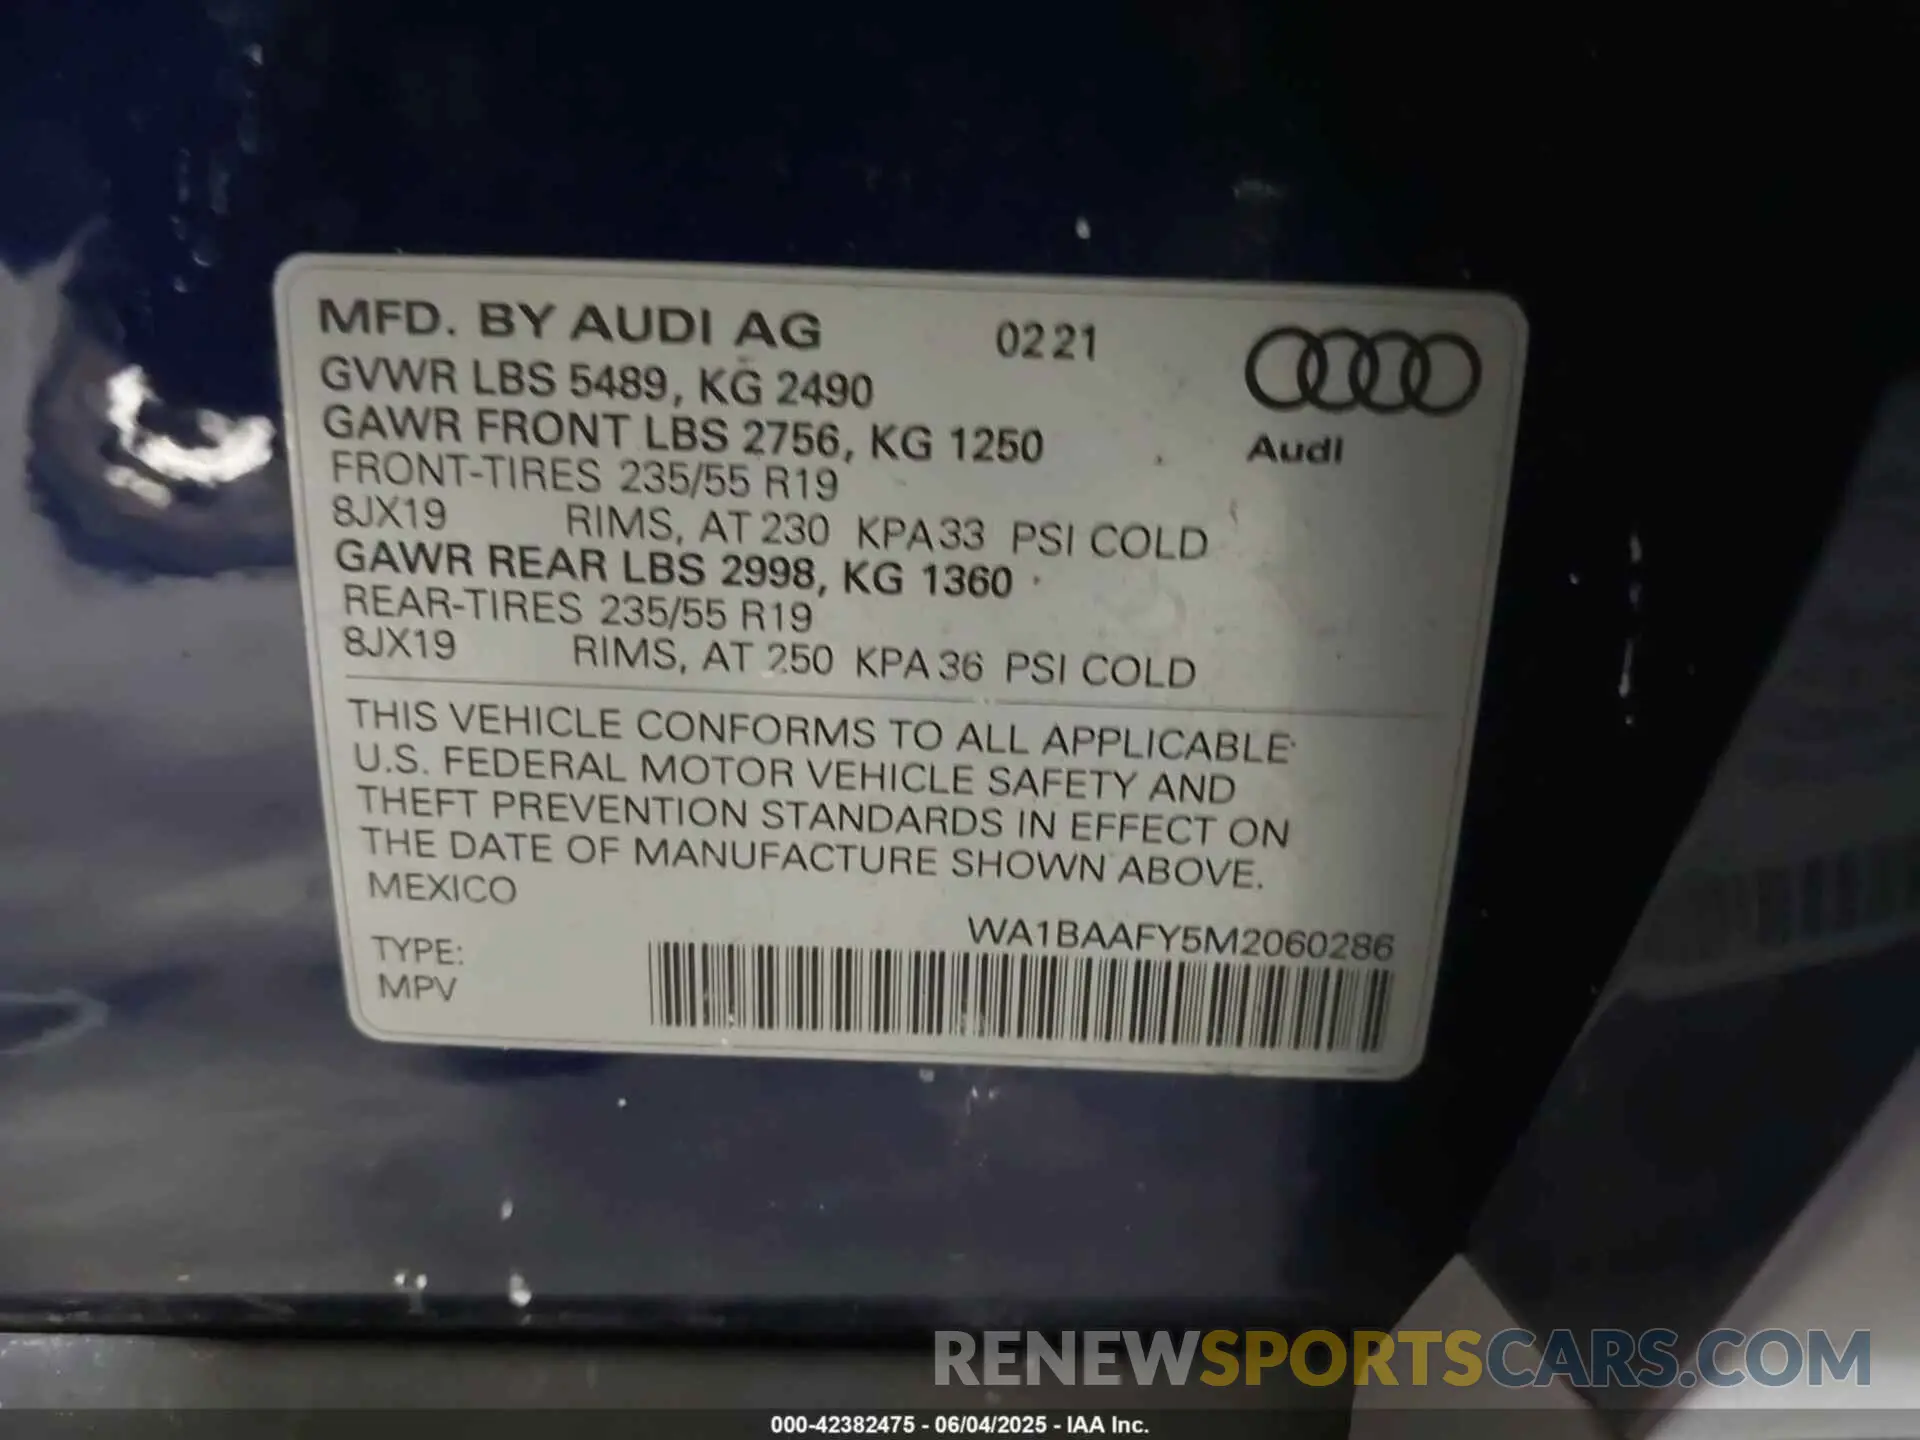 MFD. BY AUDI AG 02 21
GVWR LBS 5489, KG 2490
GAWR FRONT LBS 2756, KG 1250
FRONT-TIRES 235/55 R19
8JX19 RIMS, AT 230 KPA 33 PSI COLD
GAWR REAR LBS 2998, KG 1360
REAR-TIRES 235/55 R19
8JX19 RIMS, AT 250 KPA 36 PSI COLD
Audi
THIS VEHICLE CONFORMS TO ALL APPLICABLE
U.S. FEDERAL MOTOR VEHICLE SAFETY AND
THEFT PREVENTION STANDARDS IN EFFECT ON
THE DATE OF MANUFACTURE SHOWN ABOVE.
MEXICO
WA1BAAFY5M2060286
TYPE:
MPV
RENEWSPORTSCARS.COM
000-42382475 - 06/04/2025 - IAA Inc.